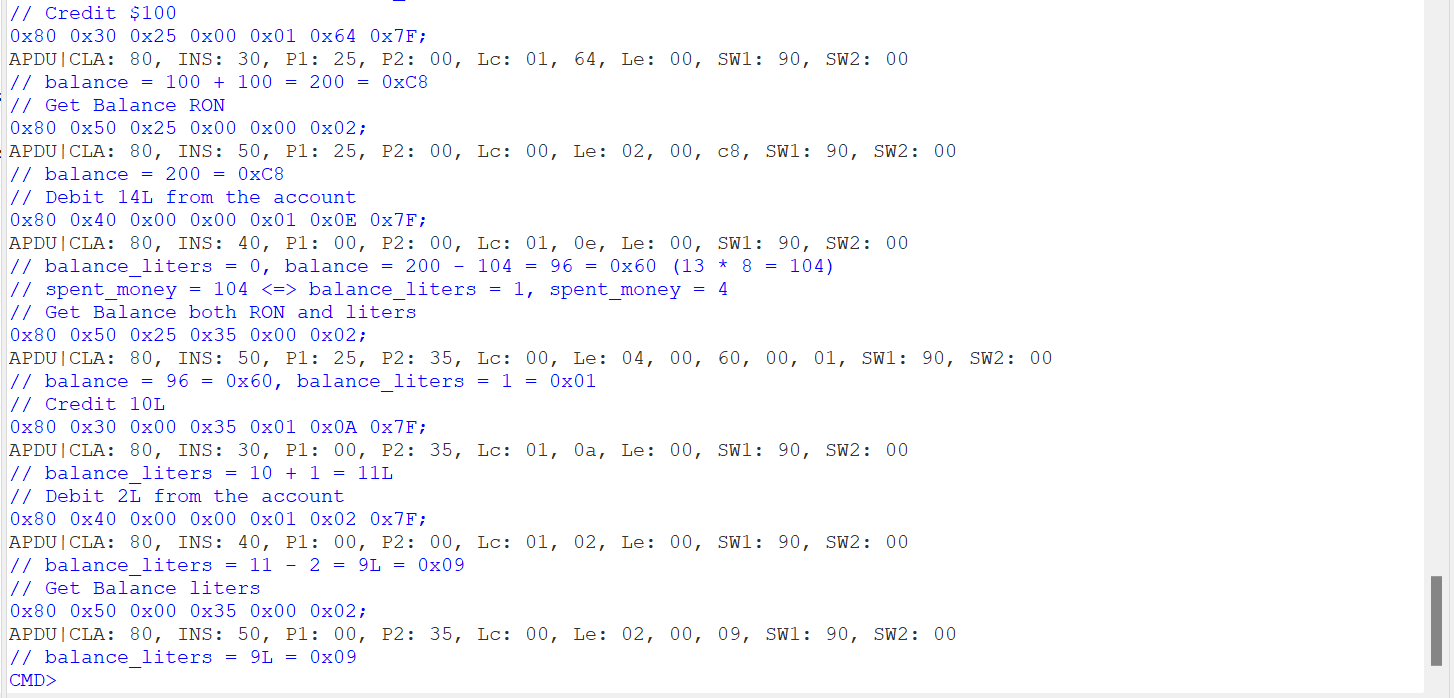 // Credit $100
0x80 0x30 0x25 0x00 0x01 0x64 0x7F;
APDU|CLA: 80, INS: 30, P1: 25, P2: 00, Lc: 01, 64, Le: 00, SW1: 90, SW2: 00
// balance = 100 + 100 = 200 = 0xC8
// Get Balance RON
0x80 0x50 0x25 0x00 0x00 0x02;
APDU|CLA: 80, INS: 50, P1: 25, P2: 00, Lc: 00, Le: 02, 00, c8, SW1: 90, SW2: 00
// balance = 200 = 0xC8
// Debit 14L from the account
0x80 0x40 0x00 0x00 0x01 0x0E 0x7F;
APDU|CLA: 80, INS: 40, P1: 00, P2: 00, Lc: 01, 0e, Le: 00, SW1: 90, SW2: 00
// balance_liters = 0, balance = 200 - 104 = 96 = 0x60 (13 * 8 = 104)
// spent_money = 104 <=> balance_liters = 1, spent_money = 4
// Get Balance both RON and liters
0x80 0x50 0x25 0x35 0x00 0x02;
APDU|CLA: 80, INS: 50, P1: 25, P2: 35, Lc: 00, Le: 04, 00, 60, 00, 01, SW1: 90, SW2: 00
// balance = 96 = 0x60, balance_liters = 1 = 0x01
// Credit 10L
0x80 0x30 0x00 0x35 0x01 0x0A 0x7F;
APDU|CLA: 80, INS: 30, P1: 00, P2: 35, Lc: 01, 0a, Le: 00, SW1: 90, SW2: 00
// balance_liters = 10 + 1 = 11L
// Debit 2L from the account
0x80 0x40 0x00 0x00 0x01 0x02 0x7F;
APDU|CLA: 80, INS: 40, P1: 00, P2: 00, Lc: 01, 02, Le: 00, SW1: 90, SW2: 00
// balance_liters = 11 - 2 = 9L = 0x09
// Get Balance liters
0x80 0x50 0x00 0x35 0x00 0x02;
APDU|CLA: 80, INS: 50, P1: 00, P2: 35, Lc: 00, Le: 02, 00, 09, SW1: 90, SW2: 00
// balance_liters = 9L = 0x09
CMD>